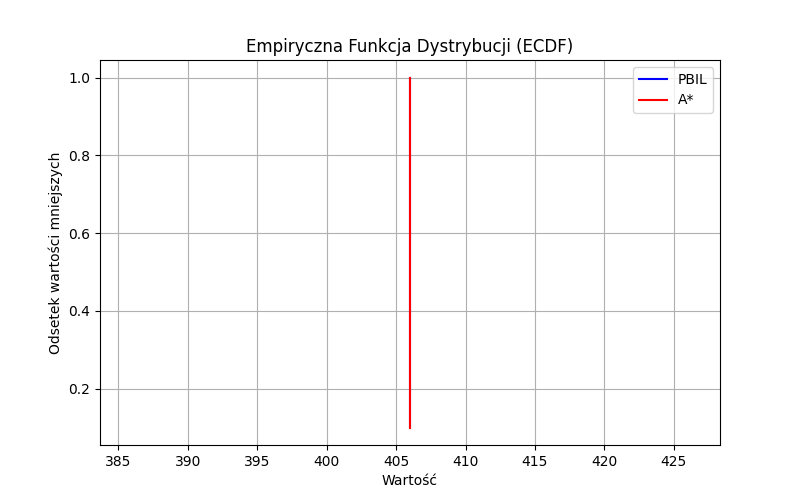 Empiryczna Funkcja Dystrybucji (ECDF)
PBIL
A*
1.0
0.8
0.6
0.4
0.2
Odsetek wartości mniejszych
385 390 395 400 405 410 415 420 425
Wartość